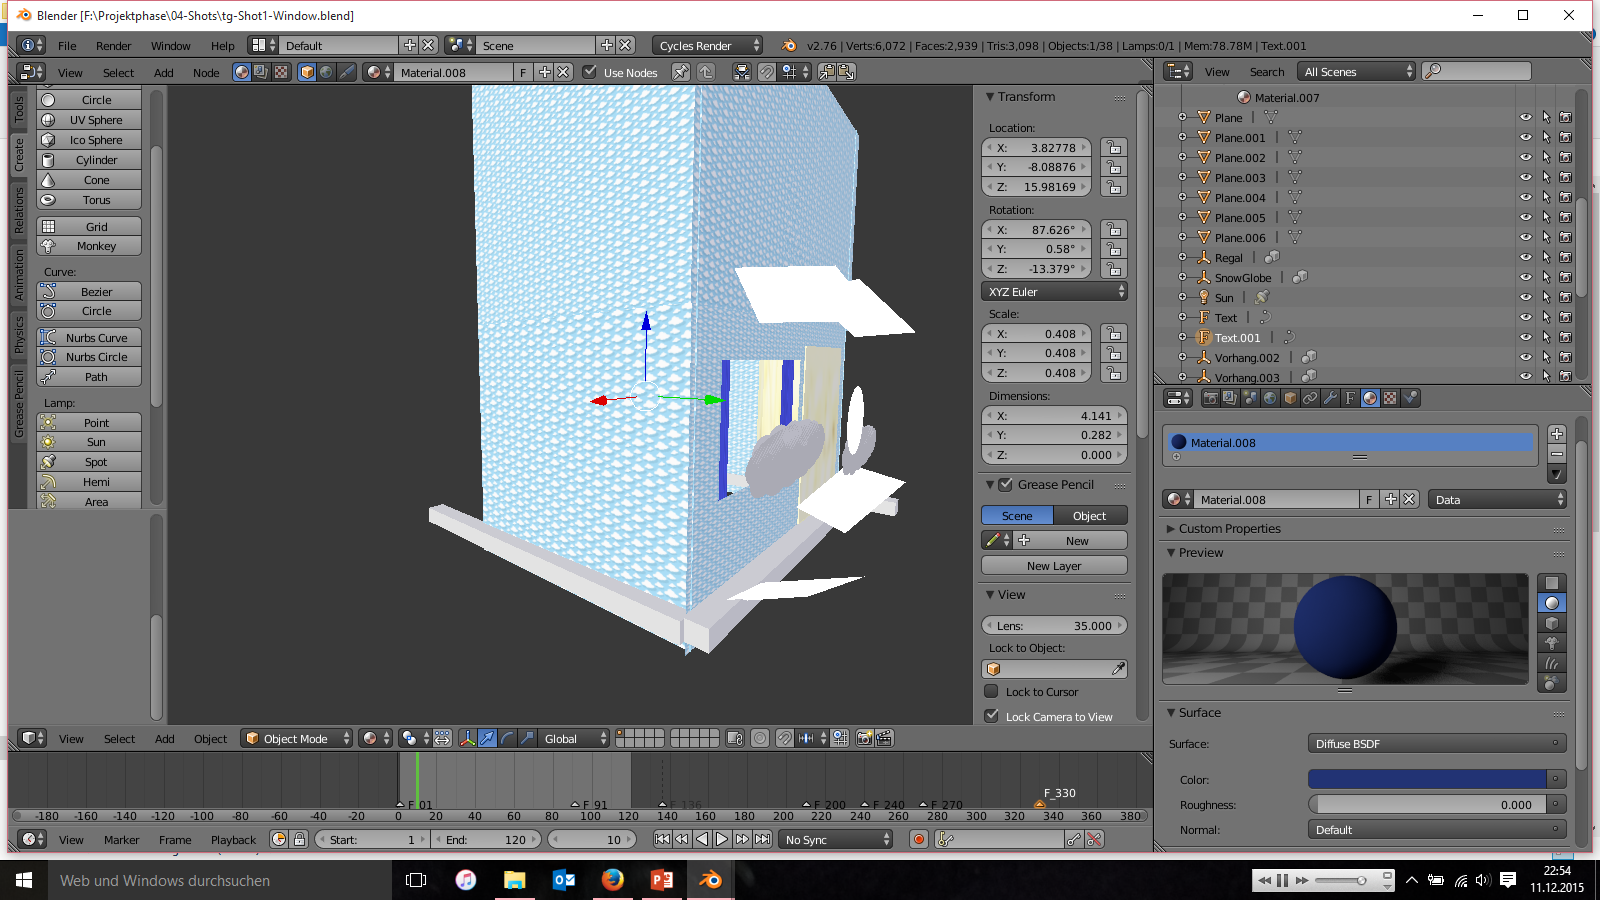 Blender [F:\Projektphase\04-Shots\tg-Shot1-Window.blend]
File Render Window Help Default Scene Cycles Render v2.76 | Verts:6,072 | Faces:2,939 | Tris:3,098 | Objects:1/38 | Lamps:0/1 | Mem:78.78M | Text.001
View Select Add Node Material.008 F Use Nodes
View Search All Scenes
Tools
Create
Relations
Animation
Physics
Grease Pencil
Circle
UV Sphere
Ico Sphere
Cylinder
Cone
Torus
Grid
Monkey
Curve:
Bezier
Circle
Nurbs Curve
Nurbs Circle
Path
Lamp:
Point
Sun
Spot
Hemi
Area
Transform
Location:
X: 3.82778
Y: -8.08876
Z: 15.98169
Rotation:
X: 87.626°
Y: 0.58°
Z: -13.379°
XYZ Euler
Scale:
X: 0.408
Y: 0.408
Z: 0.408
Dimensions:
X: 4.141
Y: 0.282
Z: 0.000
Grease Pencil
Scene Object
New
New Layer
View
Lens: 35.000
Lock to Object:
Lock to Cursor
Lock Camera to View
Material.007
Plane
Plane.001
Plane.002
Plane.003
Plane.004
Plane.005
Plane.006
Regal
SnowGlobe
Sun
Text
Text.001
Vorhang.002
Vorhang.003
Material.008
Material.008 F Data
Custom Properties
Preview
Surface
Surface: Diffuse BSDF
Color:
Roughness: 0.000
Normal: Default
View Select Add Object Object Mode Global
F_01 F_91 F_136 F_200 F_240 F_270 F_330
-180 -160 -140 -120 -100 -80 -60 -40 -20 0 20 40 60 80 100 120 140 160 180 200 220 240 260 280 300 320 340 360 380
View Marker Frame Playback Start: 1 End: 120 10 No Sync
Web und Windows durchsuchen
22:54
11.12.2015